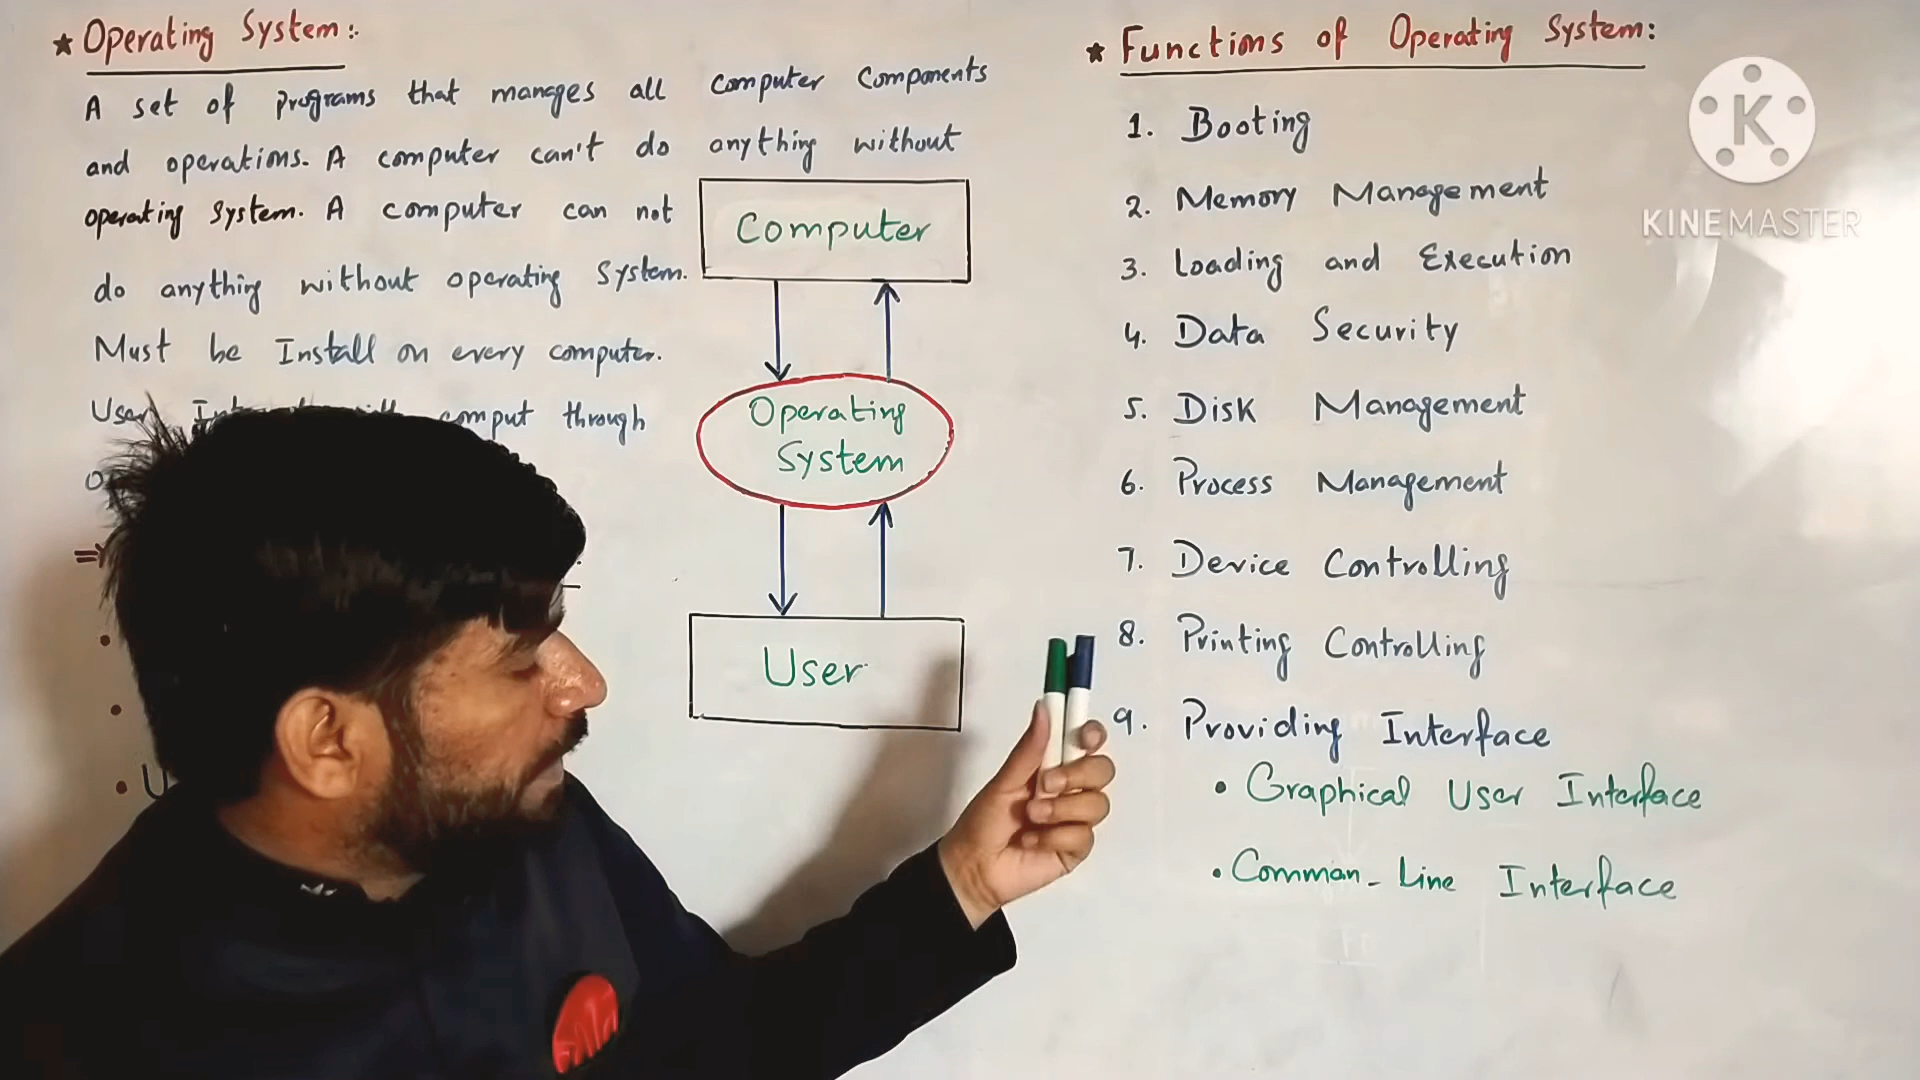 * Operating System:
A set of programs that manages all computer components
and operations. A computer can't do anything without
operating System. A computer can not
do anything without operating System.
Must be Install on every computer.
User comput through
Computer
Operating
System
User
* Functions of Operating System:
1. Booting
2. Memory Management
3. Loading and Execution
4. Data Security
5. Disk Management
6. Process Management
7. Device Controlling
8. Printing Controlling
9. Providing Interface
• Graphical User Interface
• Comman-Line Interface
K
KINEMASTER